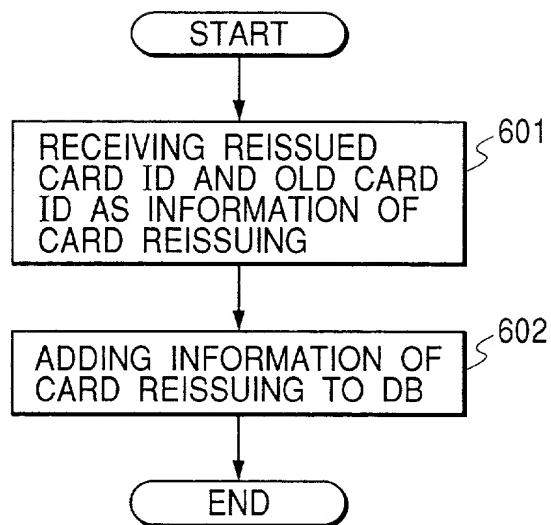 START
RECEIVING REISSUED
CARD ID AND OLD CARD
ID AS INFORMATION OF
CARD REISSUING
601
ADDING INFORMATION OF
CARD REISSUING TO DB
602
END